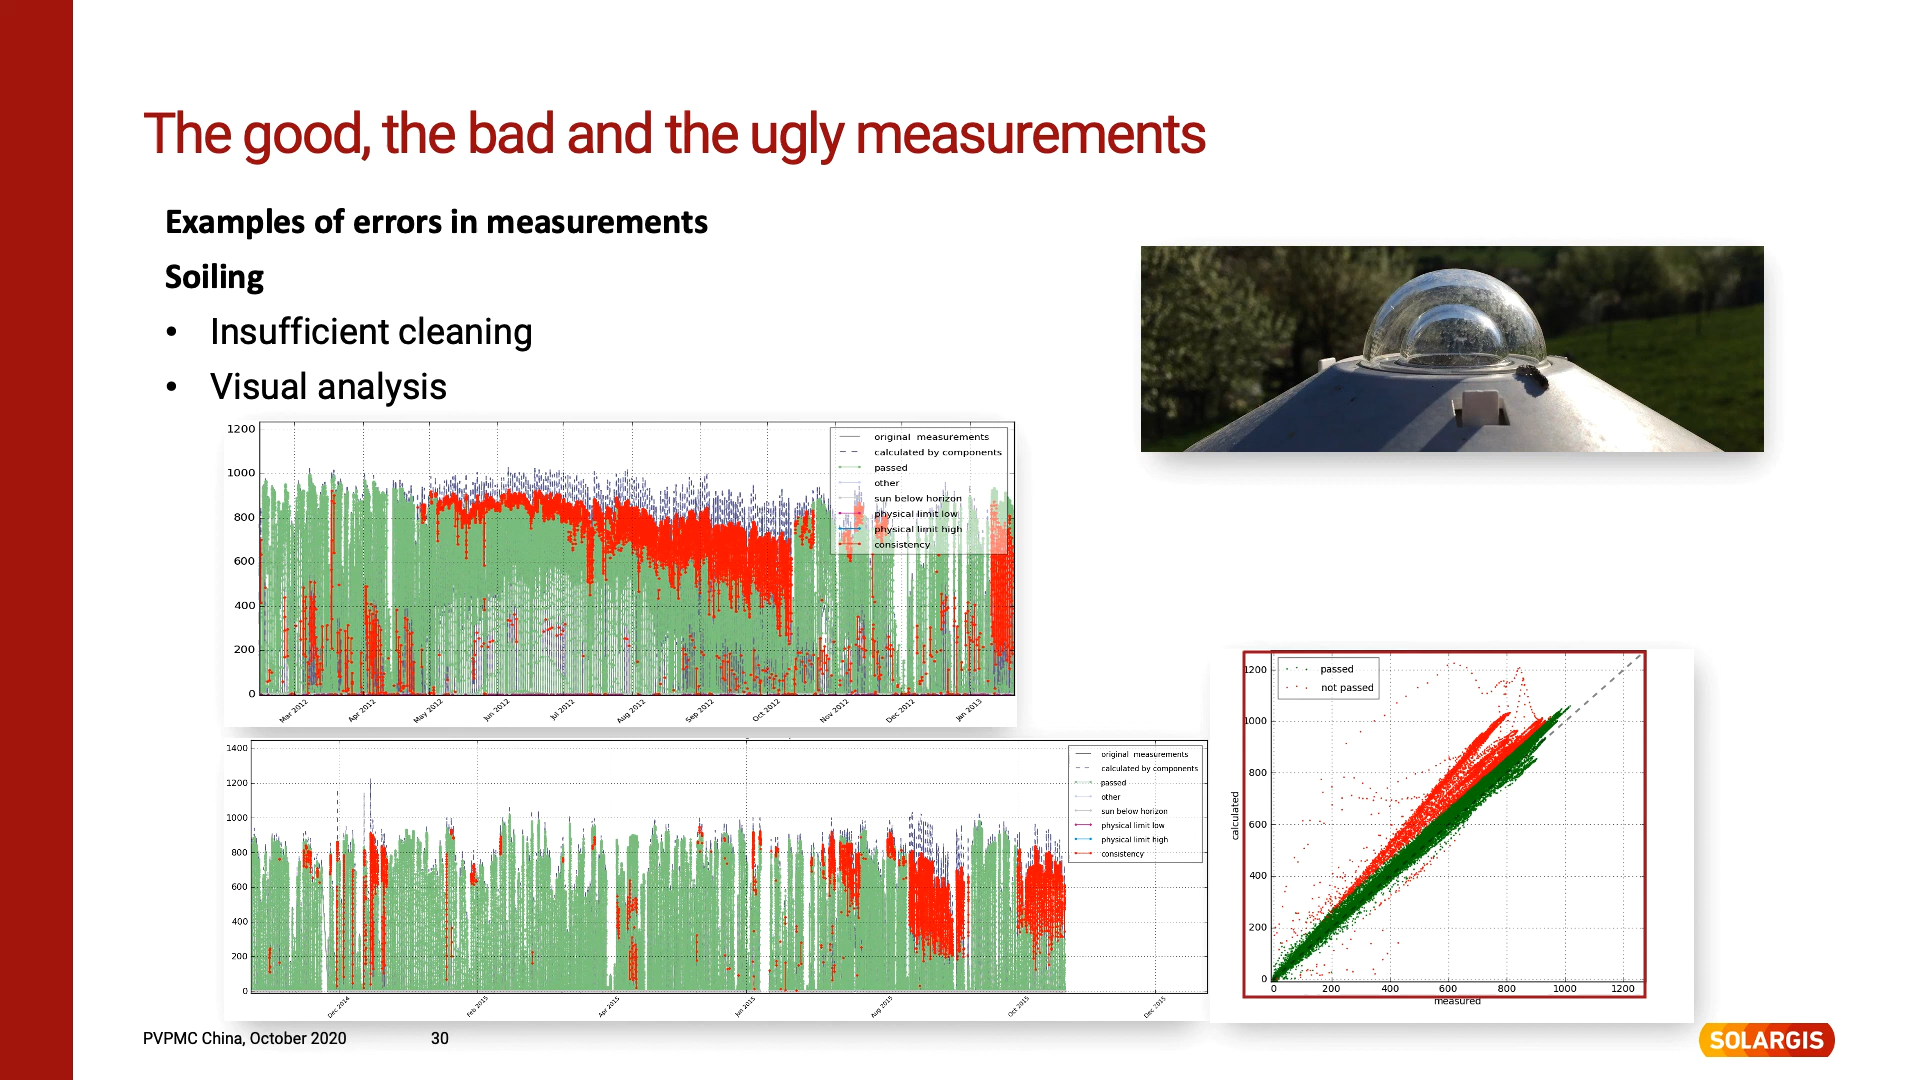 The good, the bad and the ugly measurements
Examples of errors in measurements
Soiling
• Insufficient cleaning
• Visual analysis
1200
1000
800
600
400
200
0
original measurements
calculated by components
passed
other
sun below horizon
physical limit low
physical limit high
consistency
Mar 2012
Apr 2012
May 2012
Jun 2012
Jul 2012
Aug 2012
Sep 2012
Oct 2012
Nov 2012
Dec 2012
Jan 2013
1400
1200
1000
800
600
400
200
0
original measurements
calculated by components
passed
other
sun below horizon
physical limit low
physical limit high
consistency
Dec 2014
Feb 2015
Apr 2015
Jun 2015
Aug 2015
Oct 2015
Dec 2015
passed
not passed
1200
1000
800
600
400
200
0
calculated
0 200 400 600 800 1000 1200
measured
PVPMC China, October 2020 30
SOLARGIS